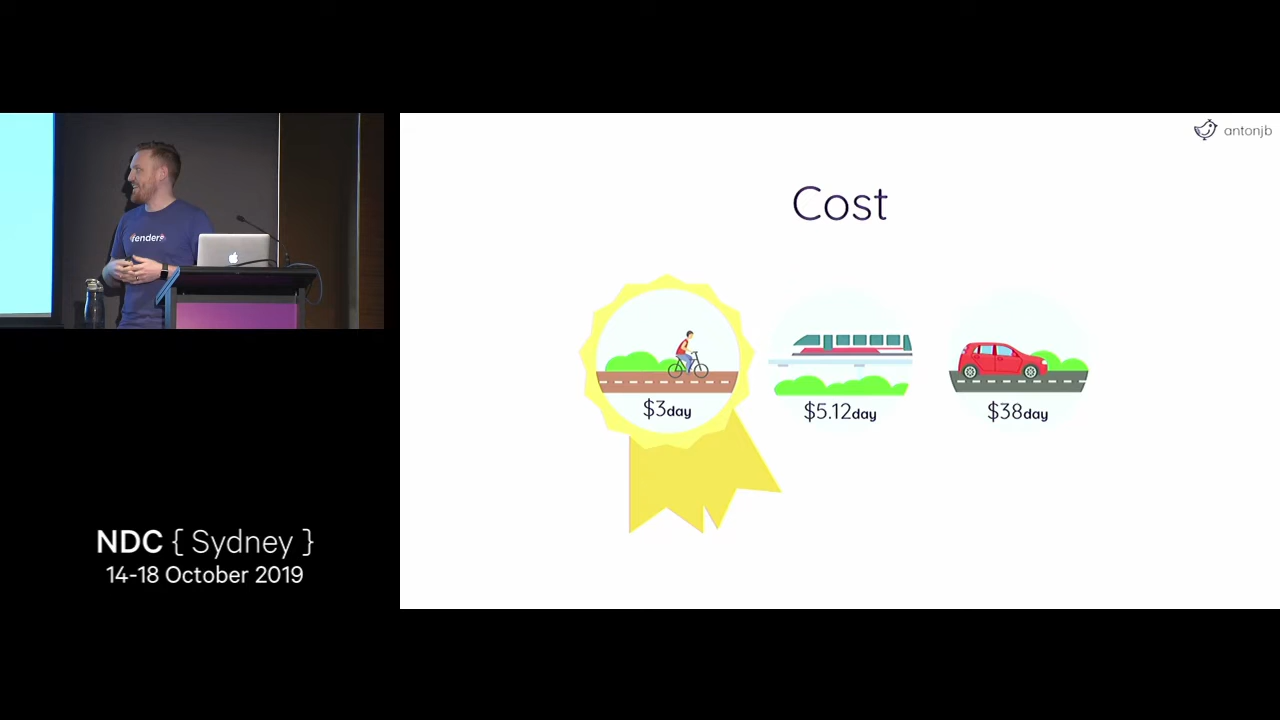 antonjb
Cost
$3day
$5.12day
$38day
NDC { Sydney }
14-18 October 2019